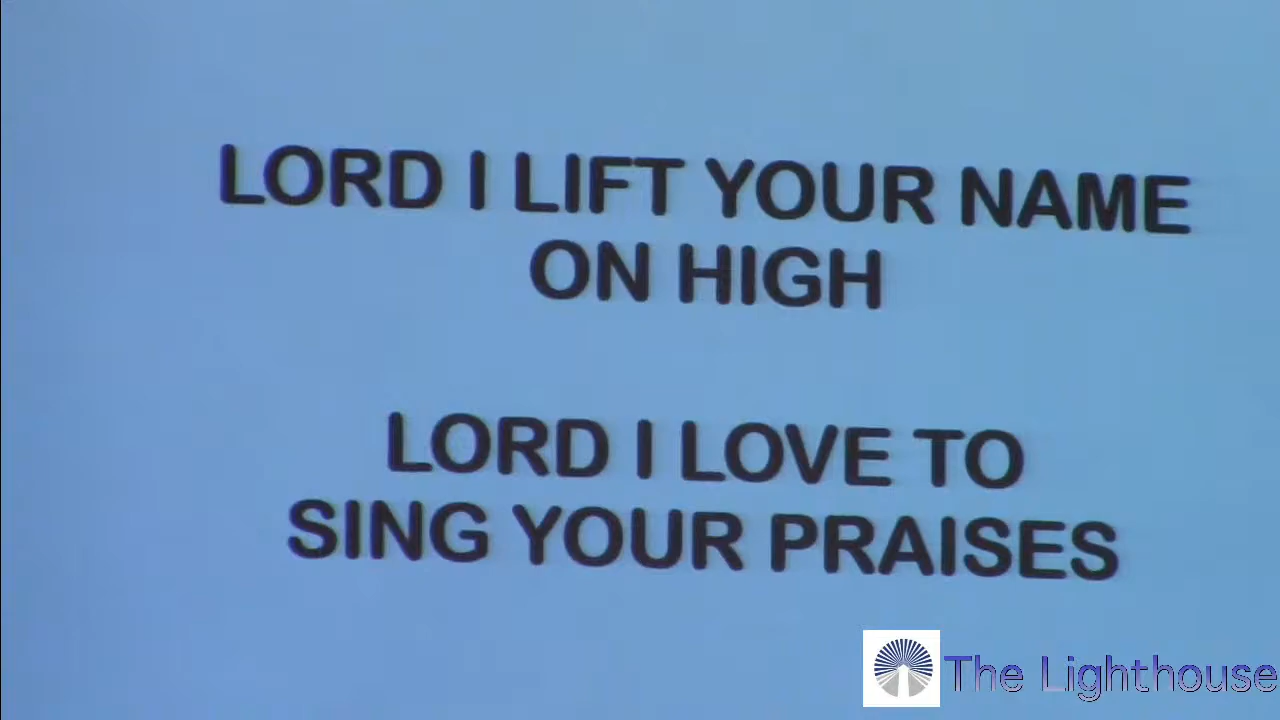 LORD I LIFT YOUR NAME
ON HIGH
LORD I LOVE TO
SING YOUR PRAISES
The Lighthouse